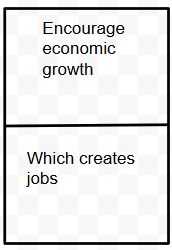 Encourage
economic
growth
Which creates
jobs